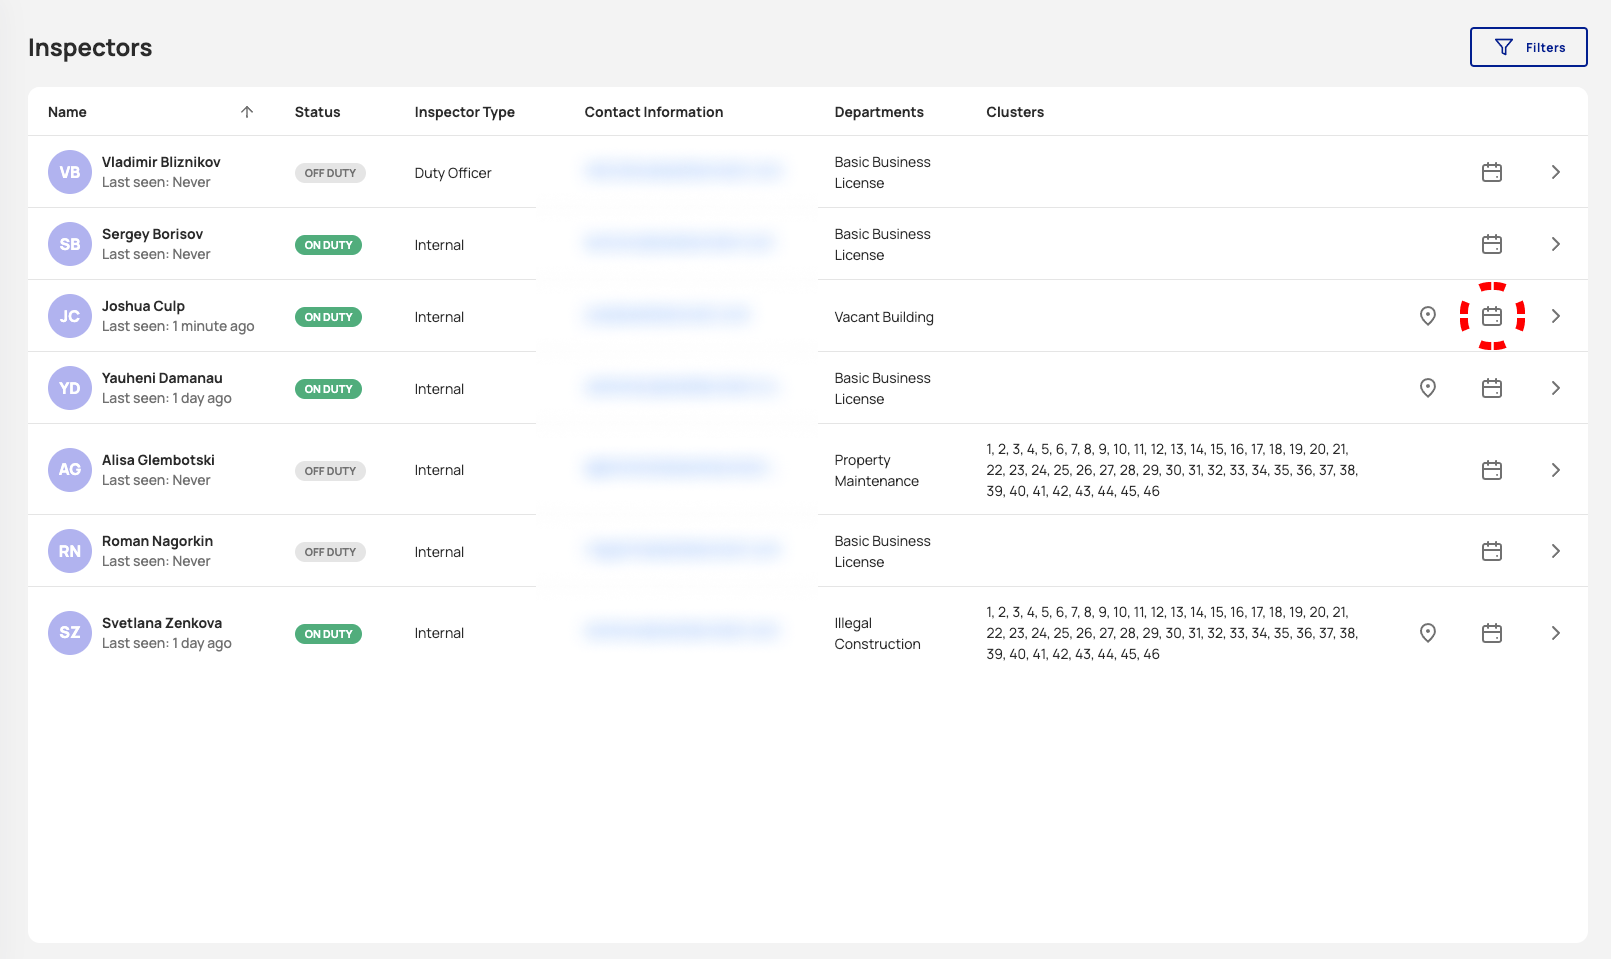 Inspectors
Filters
Name
Status
Inspector Type
Contact Information
Departments
Clusters
VB
Vladimir Bliznikov
Last seen: Never
OFF DUTY
Duty Officer
Basic Business
License
SB
Sergey Borisov
Last seen: Never
ON DUTY
Internal
Basic Business
License
JC
Joshua Culp
Last seen: 1 minute ago
ON DUTY
Internal
Vacant Building
YD
Yauheni Damanau
Last seen: 1 day ago
ON DUTY
Internal
Basic Business
License
AG
Alisa Glembotski
Last seen: Never
OFF DUTY
Internal
Property
Maintenance
1, 2, 3, 4, 5, 6, 7, 8, 9, 10, 11, 12, 13, 14, 15, 16, 17, 18, 19, 20, 21,
22, 23, 24, 25, 26, 27, 28, 29, 30, 31, 32, 33, 34, 35, 36, 37, 38,
39, 40, 41, 42, 43, 44, 45, 46
RN
Roman Nagorkin
Last seen: Never
OFF DUTY
Internal
Basic Business
License
SZ
Svetlana Zenkova
Last seen: 1 day ago
ON DUTY
Internal
Illegal
Construction
1, 2, 3, 4, 5, 6, 7, 8, 9, 10, 11, 12, 13, 14, 15, 16, 17, 18, 19, 20, 21,
22, 23, 24, 25, 26, 27, 28, 29, 30, 31, 32, 33, 34, 35, 36, 37, 38,
39, 40, 41, 42, 43, 44, 45, 46